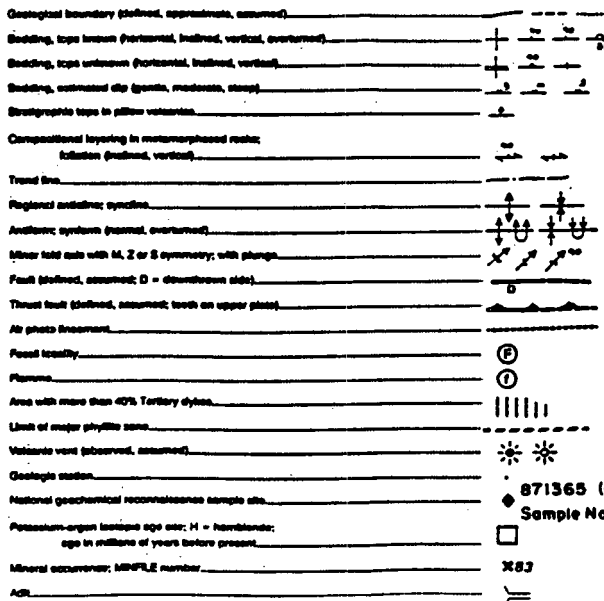 Geological boundary (defined, approximate, assumed)
Bedding, tops known (horizontal, inclined, vertical, overturned)
Bedding, tops unknown (horizontal, inclined, vertical)
Bedding, estimated dip (gentle, moderate, steep)
Stratigraphic tops in pillow volcanics
Compositional layering in metamorphosed rocks;
foliation (inclined, vertical)
Trend line
Regional anticline; syncline
Antiform; synform (normal, overturned)
Minor fold axis with M, Z or S symmetry; with plunge
Fault (defined, assumed; D = downthrown side)
D
Thrust fault (defined, assumed; teeth on upper plate)
Air photo lineament
Fossil locality F
Fiamme f
Area with more than 40% Tertiary dykes
Limit of major phyllite zone
Volcanic vent (observed, assumed)
Geologic station
National geochemical reconnaissance sample site 871365 (
Sample No
Potassium-argon isotopic age site; H = hornblende;
age in millions of years before present
Mineral occurrence; MINFILE number ×83
Adit